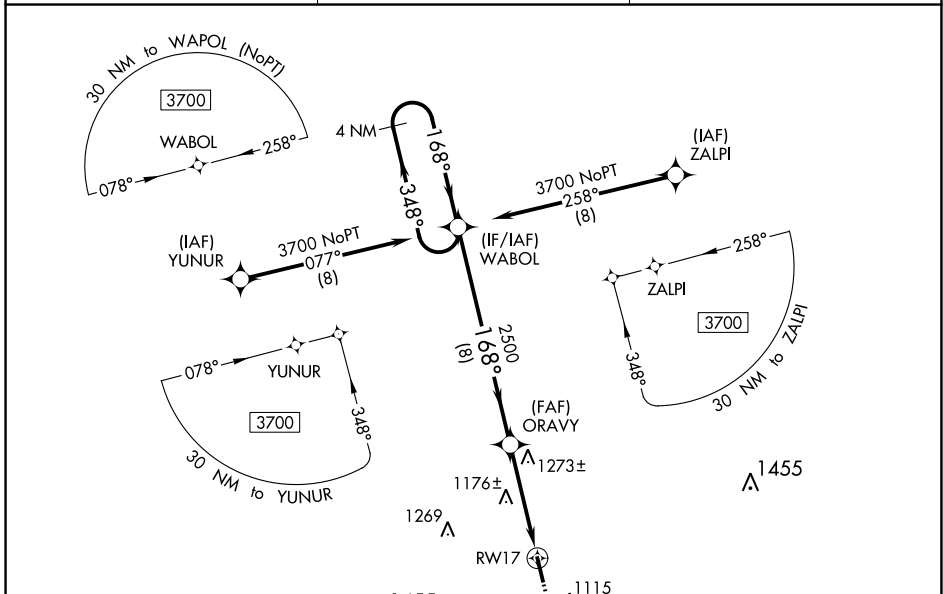 30 NM to WAPOL (NoPT)
3700
WABOL
078°
258°
4 NM
168°
348°
(IAF)
ZALPI
3700 NoPT
258°
(8)
(IF/IAF)
WABOL
(IAF)
YUNUR
3700 NoPT
077°
(8)
258°
ZALPI
3700
348°
30 NM to ZALPI
078°
YUNUR
3700
348°
30 NM to YUNUR
2500
168°
(8)
(FAF)
ORAVY
1273±
1176±
1269
1455
RW17
1115